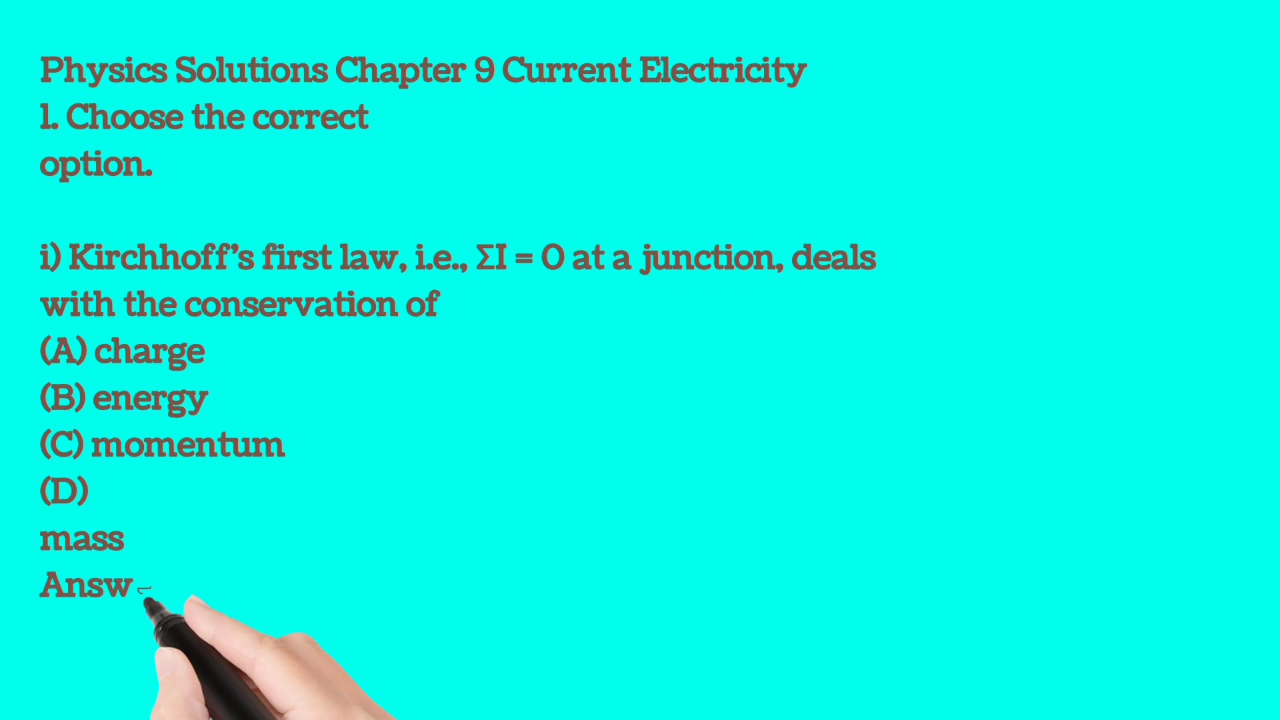 Physics Solutions Chapter 9 Current Electricity
1. Choose the correct
option.
i) Kirchhoff’s first law, i.e., ΣI = 0 at a junction, deals
with the conservation of
(A) charge
(B) energy
(C) momentum
(D)
mass
Answ